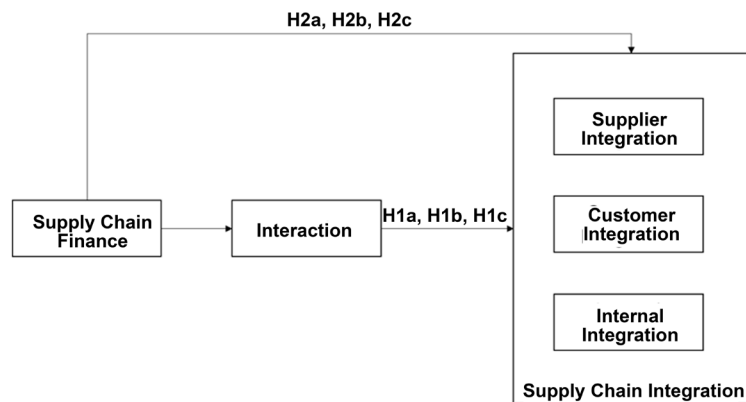 H2a, H2b, H2c
Supplier
Integration
Supply Chain
Finance
Interaction
H1a, H1b, H1c
Customer
Integration
Internal
Integration
Supply Chain Integration